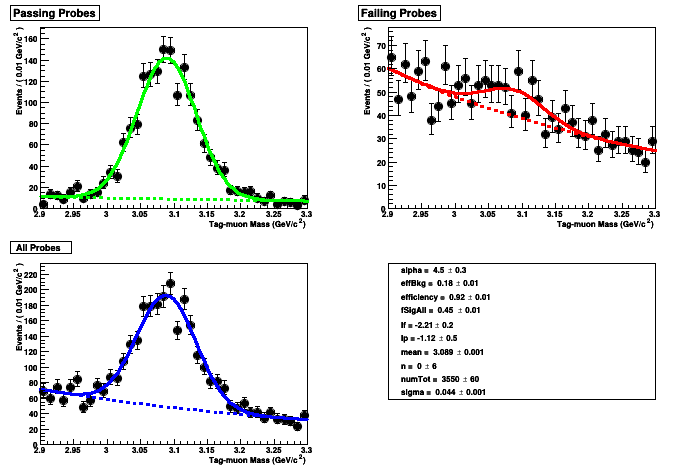 Passing Probes
Events / ( 0.01 GeV/c² )
160
140
120
100
80
60
40
20
0
2.9 2.95 3 3.05 3.1 3.15 3.2 3.25 3.3
Tag-muon Mass (GeV/c²)
Failing Probes
Events / ( 0.01 GeV/c² )
70
60
50
40
30
20
10
0
2.9 2.95 3 3.05 3.1 3.15 3.2 3.25 3.3
Tag-muon Mass (GeV/c²)
All Probes
Events / ( 0.01 GeV/c² )
220
200
180
160
140
120
100
80
60
40
20
0
2.9 2.95 3 3.05 3.1 3.15 3.2 3.25 3.3
Tag-muon Mass (GeV/c²)
alpha = 4.5 ± 0.3
effBkg = 0.18 ± 0.01
efficiency = 0.92 ± 0.01
fSigAll = 0.45 ± 0.01
lf = -2.21 ± 0.2
lp = -1.12 ± 0.5
mean = 3.089 ± 0.001
n = 0 ± 6
numTot = 3550 ± 60
sigma = 0.044 ± 0.001